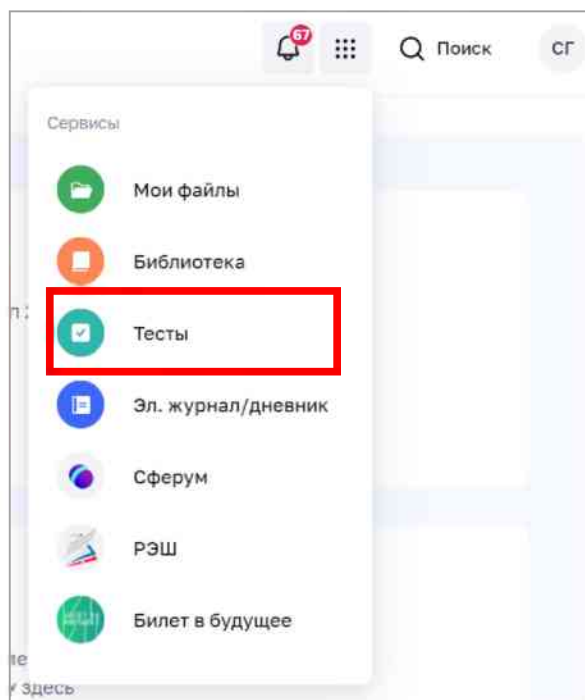 67
Поиск
СГ
Сервисы
Мои файлы
Библиотека
Тесты
Эл. журнал/дневник
Сферум
РЭШ
Билет в будущее
здесь